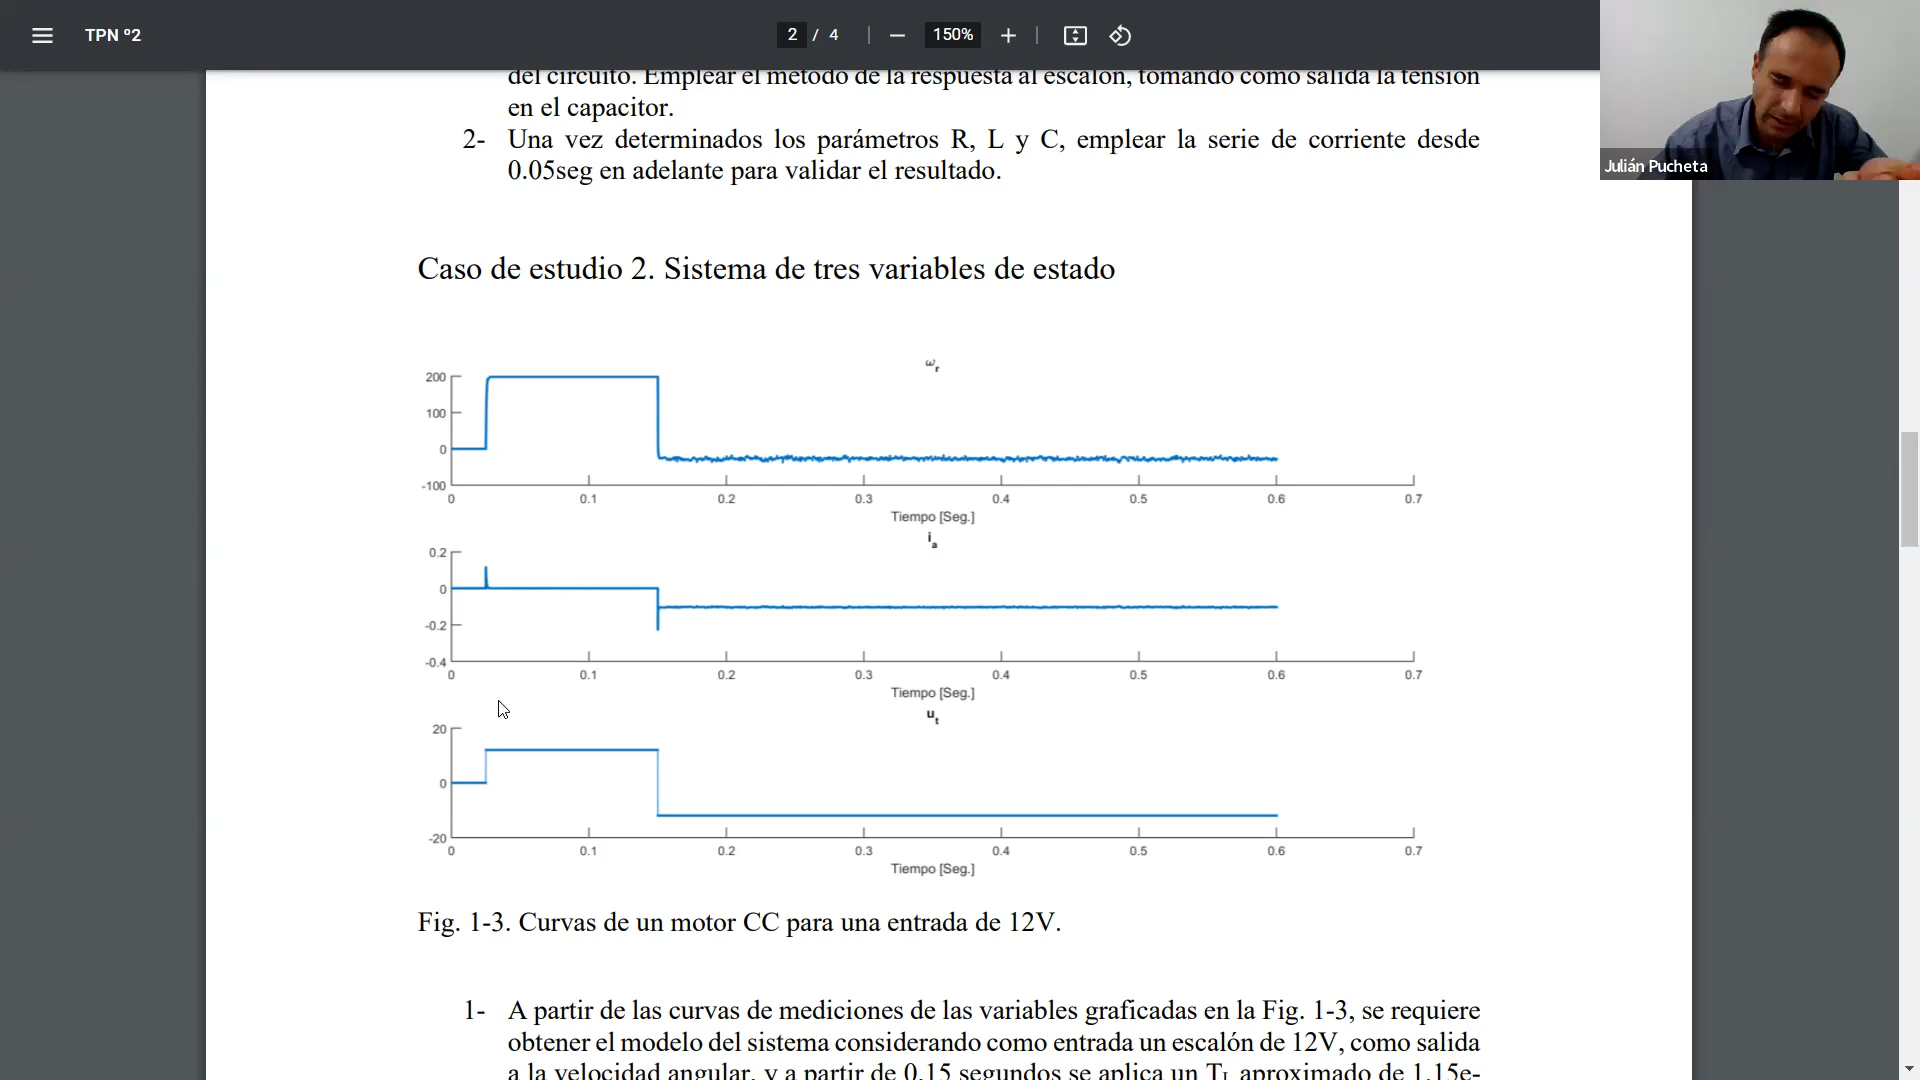 TPN º2
2 / 4
150%
Julián Pucheta
del circuito. Emplear el método de la respuesta al escalón, tomando como salida la tensión
en el capacitor.
2- Una vez determinados los parámetros R, L y C, emplear la serie de corriente desde
0.05seg en adelante para validar el resultado.
Caso de estudio 2. Sistema de tres variables de estado
ωr
200
100
0
-100
0 0.1 0.2 0.3 0.4 0.5 0.6 0.7
Tiempo [Seg.]
ia
0.2
0
-0.2
-0.4
0 0.1 0.2 0.3 0.4 0.5 0.6 0.7
Tiempo [Seg.]
ut
20
0
-20
0 0.1 0.2 0.3 0.4 0.5 0.6 0.7
Tiempo [Seg.]
Fig. 1-3. Curvas de un motor CC para una entrada de 12V.
1- A partir de las curvas de mediciones de las variables graficadas en la Fig. 1-3, se requiere
obtener el modelo del sistema considerando como entrada un escalón de 12V, como salida
a la velocidad angular, y a partir de 0.15 segundos se aplica un TL aproximado de 1.15e-